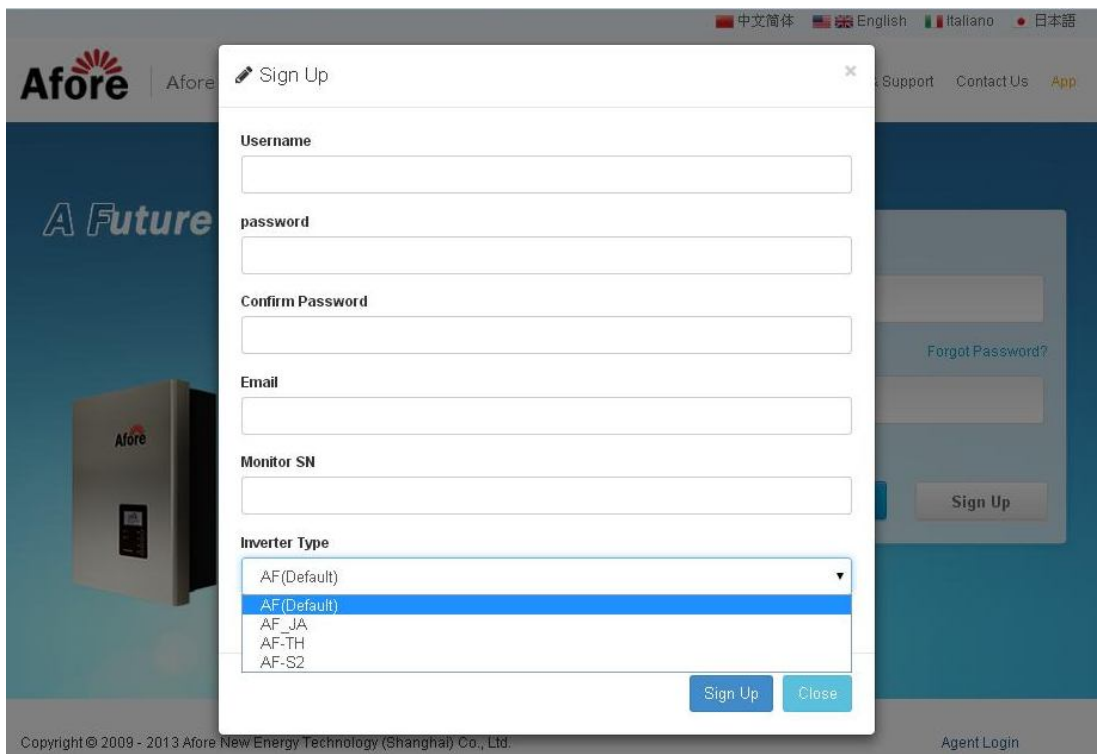 中文简体 English Italiano 日本語
Afore
Afore
Sign Up
×
Support Contact Us App
Username
A Future
password
Confirm Password
Forgot Password?
Email
Afore
Monitor SN
Sign Up
Inverter Type
AF(Default)
AF(Default)
AF_JA
AF-TH
AF-S2
Sign Up Close
Copyright © 2009 - 2013 Afore New Energy Technology (Shanghai) Co., Ltd.
Agent Login